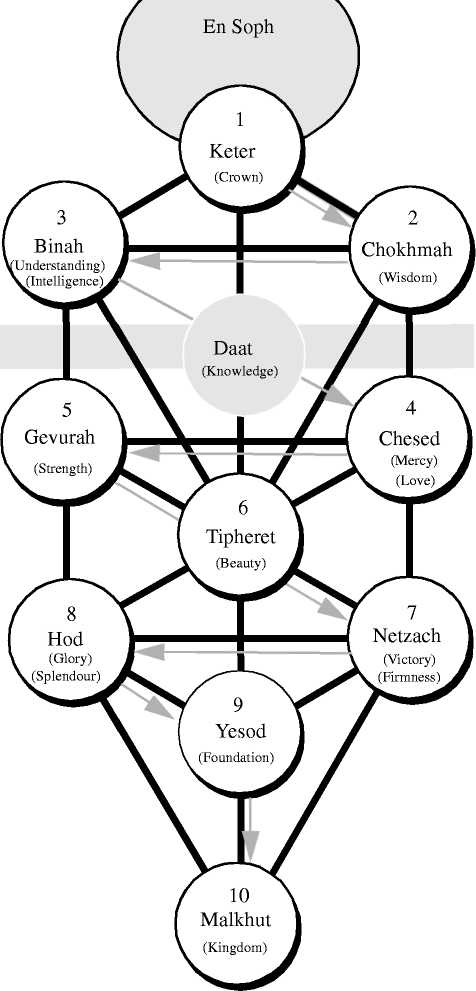 En Soph
1
Keter
(Crown)
2
Chokhmah
(Wisdom)
3
Binah
(Understanding)
(Intelligence)
Daat
(Knowledge)
4
Chesed
(Mercy)
(Love)
5
Gevurah
(Strength)
6
Tipheret
(Beauty)
7
Netzach
(Victory)
(Firmness)
8
Hod
(Glory)
(Splendour)
9
Yesod
(Foundation)
10
Malkhut
(Kingdom)